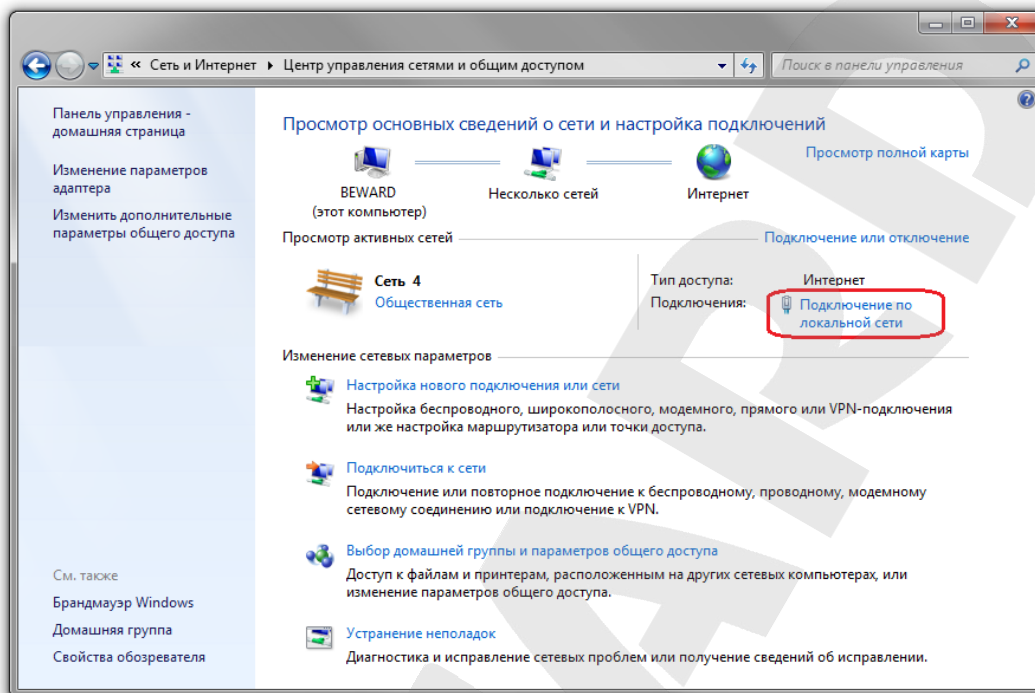 « Сеть и Интернет ▸ Центр управления сетями и общим доступом
Поиск в панели управления
Панель управления -
домашняя страница
Изменение параметров
адаптера
Изменить дополнительные
параметры общего доступа
См. также
Брандмауэр Windows
Домашняя группа
Свойства обозревателя
Просмотр основных сведений о сети и настройка подключений
Просмотр полной карты
BEWARD
(этот компьютер)
Несколько сетей
Интернет
Просмотр активных сетей
Подключение или отключение
Сеть 4
Общественная сеть
Тип доступа: Интернет
Подключения: Подключение по
локальной сети
Изменение сетевых параметров
Настройка нового подключения или сети
Настройка беспроводного, широкополосного, модемного, прямого или VPN-подключения
или же настройка маршрутизатора или точки доступа.
Подключиться к сети
Подключение или повторное подключение к беспроводному, проводному, модемному
сетевому соединению или подключение к VPN.
Выбор домашней группы и параметров общего доступа
Доступ к файлам и принтерам, расположенным на других сетевых компьютерах, или
изменение параметров общего доступа.
Устранение неполадок
Диагностика и исправление сетевых проблем или получение сведений об исправлении.